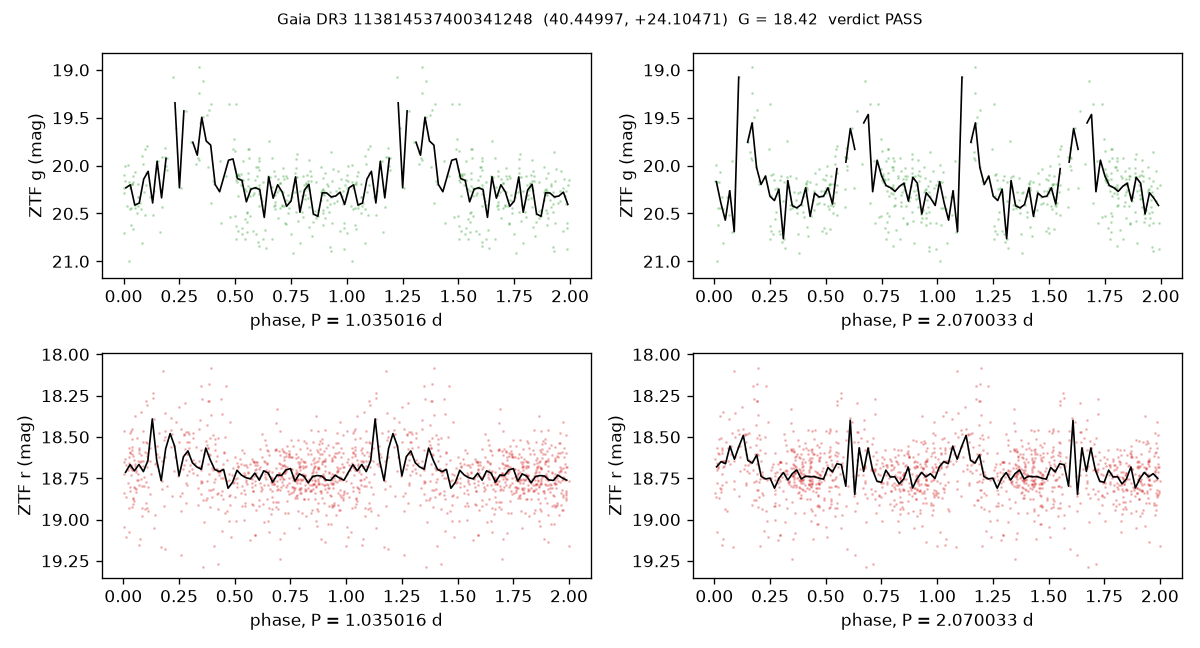 Gaia DR3 113814537400341248  (40.44997, +24.10471)  G = 18.42  verdict PASS
ZTF g (mag)
19.0
19.5
20.0
20.5
21.0
0.00 0.25 0.50 0.75 1.00 1.25 1.50 1.75 2.00
phase, P = 1.035016 d
ZTF g (mag)
19.0
19.5
20.0
20.5
21.0
0.00 0.25 0.50 0.75 1.00 1.25 1.50 1.75 2.00
phase, P = 2.070033 d
ZTF r (mag)
18.00
18.25
18.50
18.75
19.00
19.25
0.00 0.25 0.50 0.75 1.00 1.25 1.50 1.75 2.00
phase, P = 1.035016 d
ZTF r (mag)
18.00
18.25
18.50
18.75
19.00
19.25
0.00 0.25 0.50 0.75 1.00 1.25 1.50 1.75 2.00
phase, P = 2.070033 d